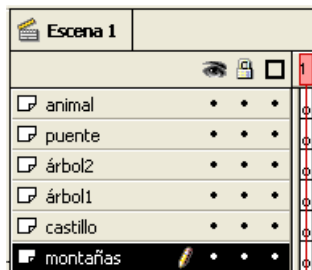 Escena 1
1
animal
puente
árbol2
árbol1
castillo
montañas